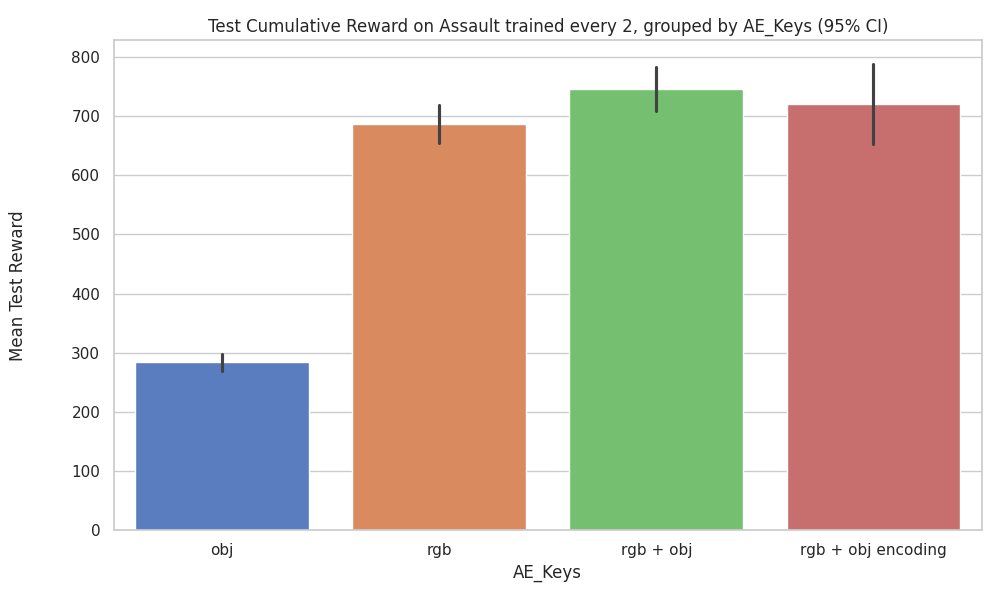 Test Cumulative Reward on Assault trained every 2, grouped by AE_Keys (95% CI)
Mean Test Reward
800
700
600
500
400
300
200
100
0
obj
rgb
rgb + obj
rgb + obj encoding
AE_Keys